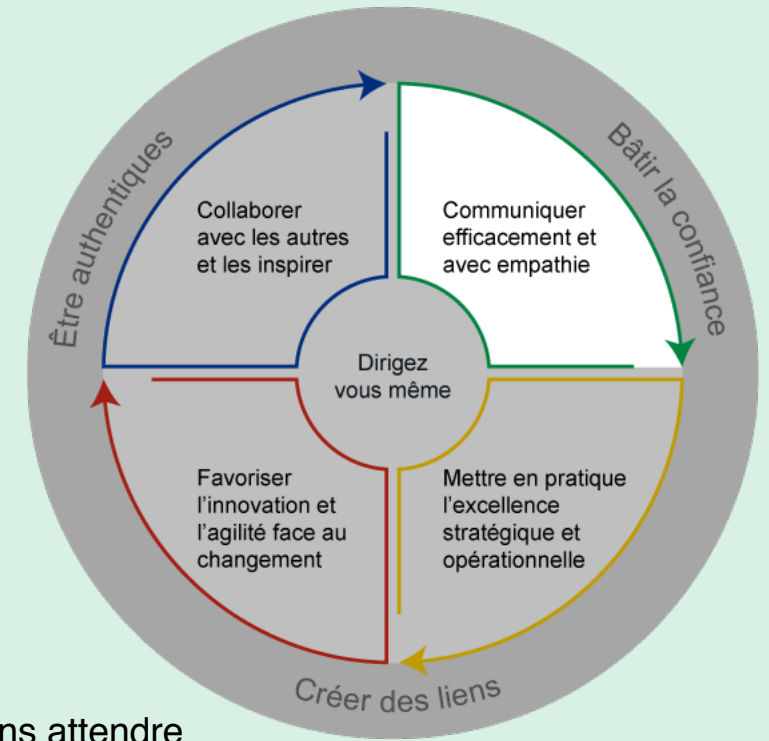 Être authentiques
Bâtir la confiance
Collaborer
avec les autres
et les inspirer
Communiquer
efficacement et
avec empathie
Dirigez
vous même
Favoriser
l'innovation et
l'agilité face au
changement
Mettre en pratique
l'excellence
stratégique et
opérationnelle
Créer des liens
attendre